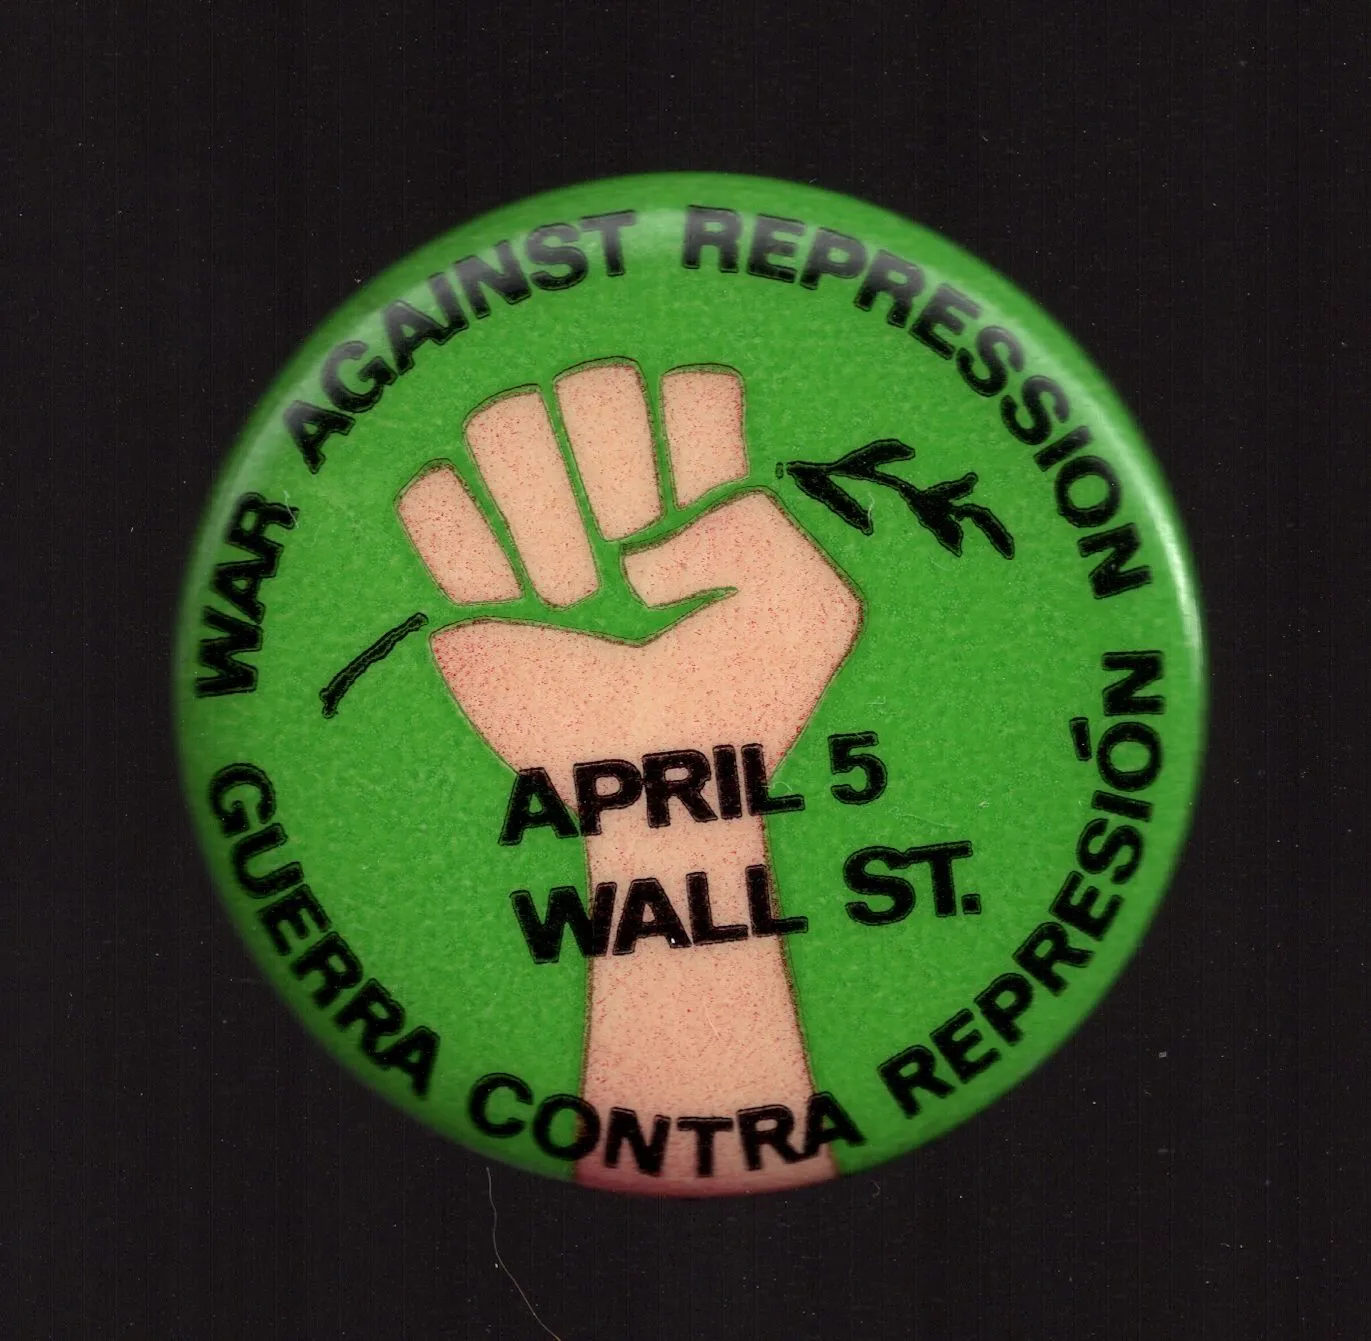 WAR AGAINST REPRESSION
APRIL 5
WALL ST.
GUERRA CONTRA REPRESIÓN